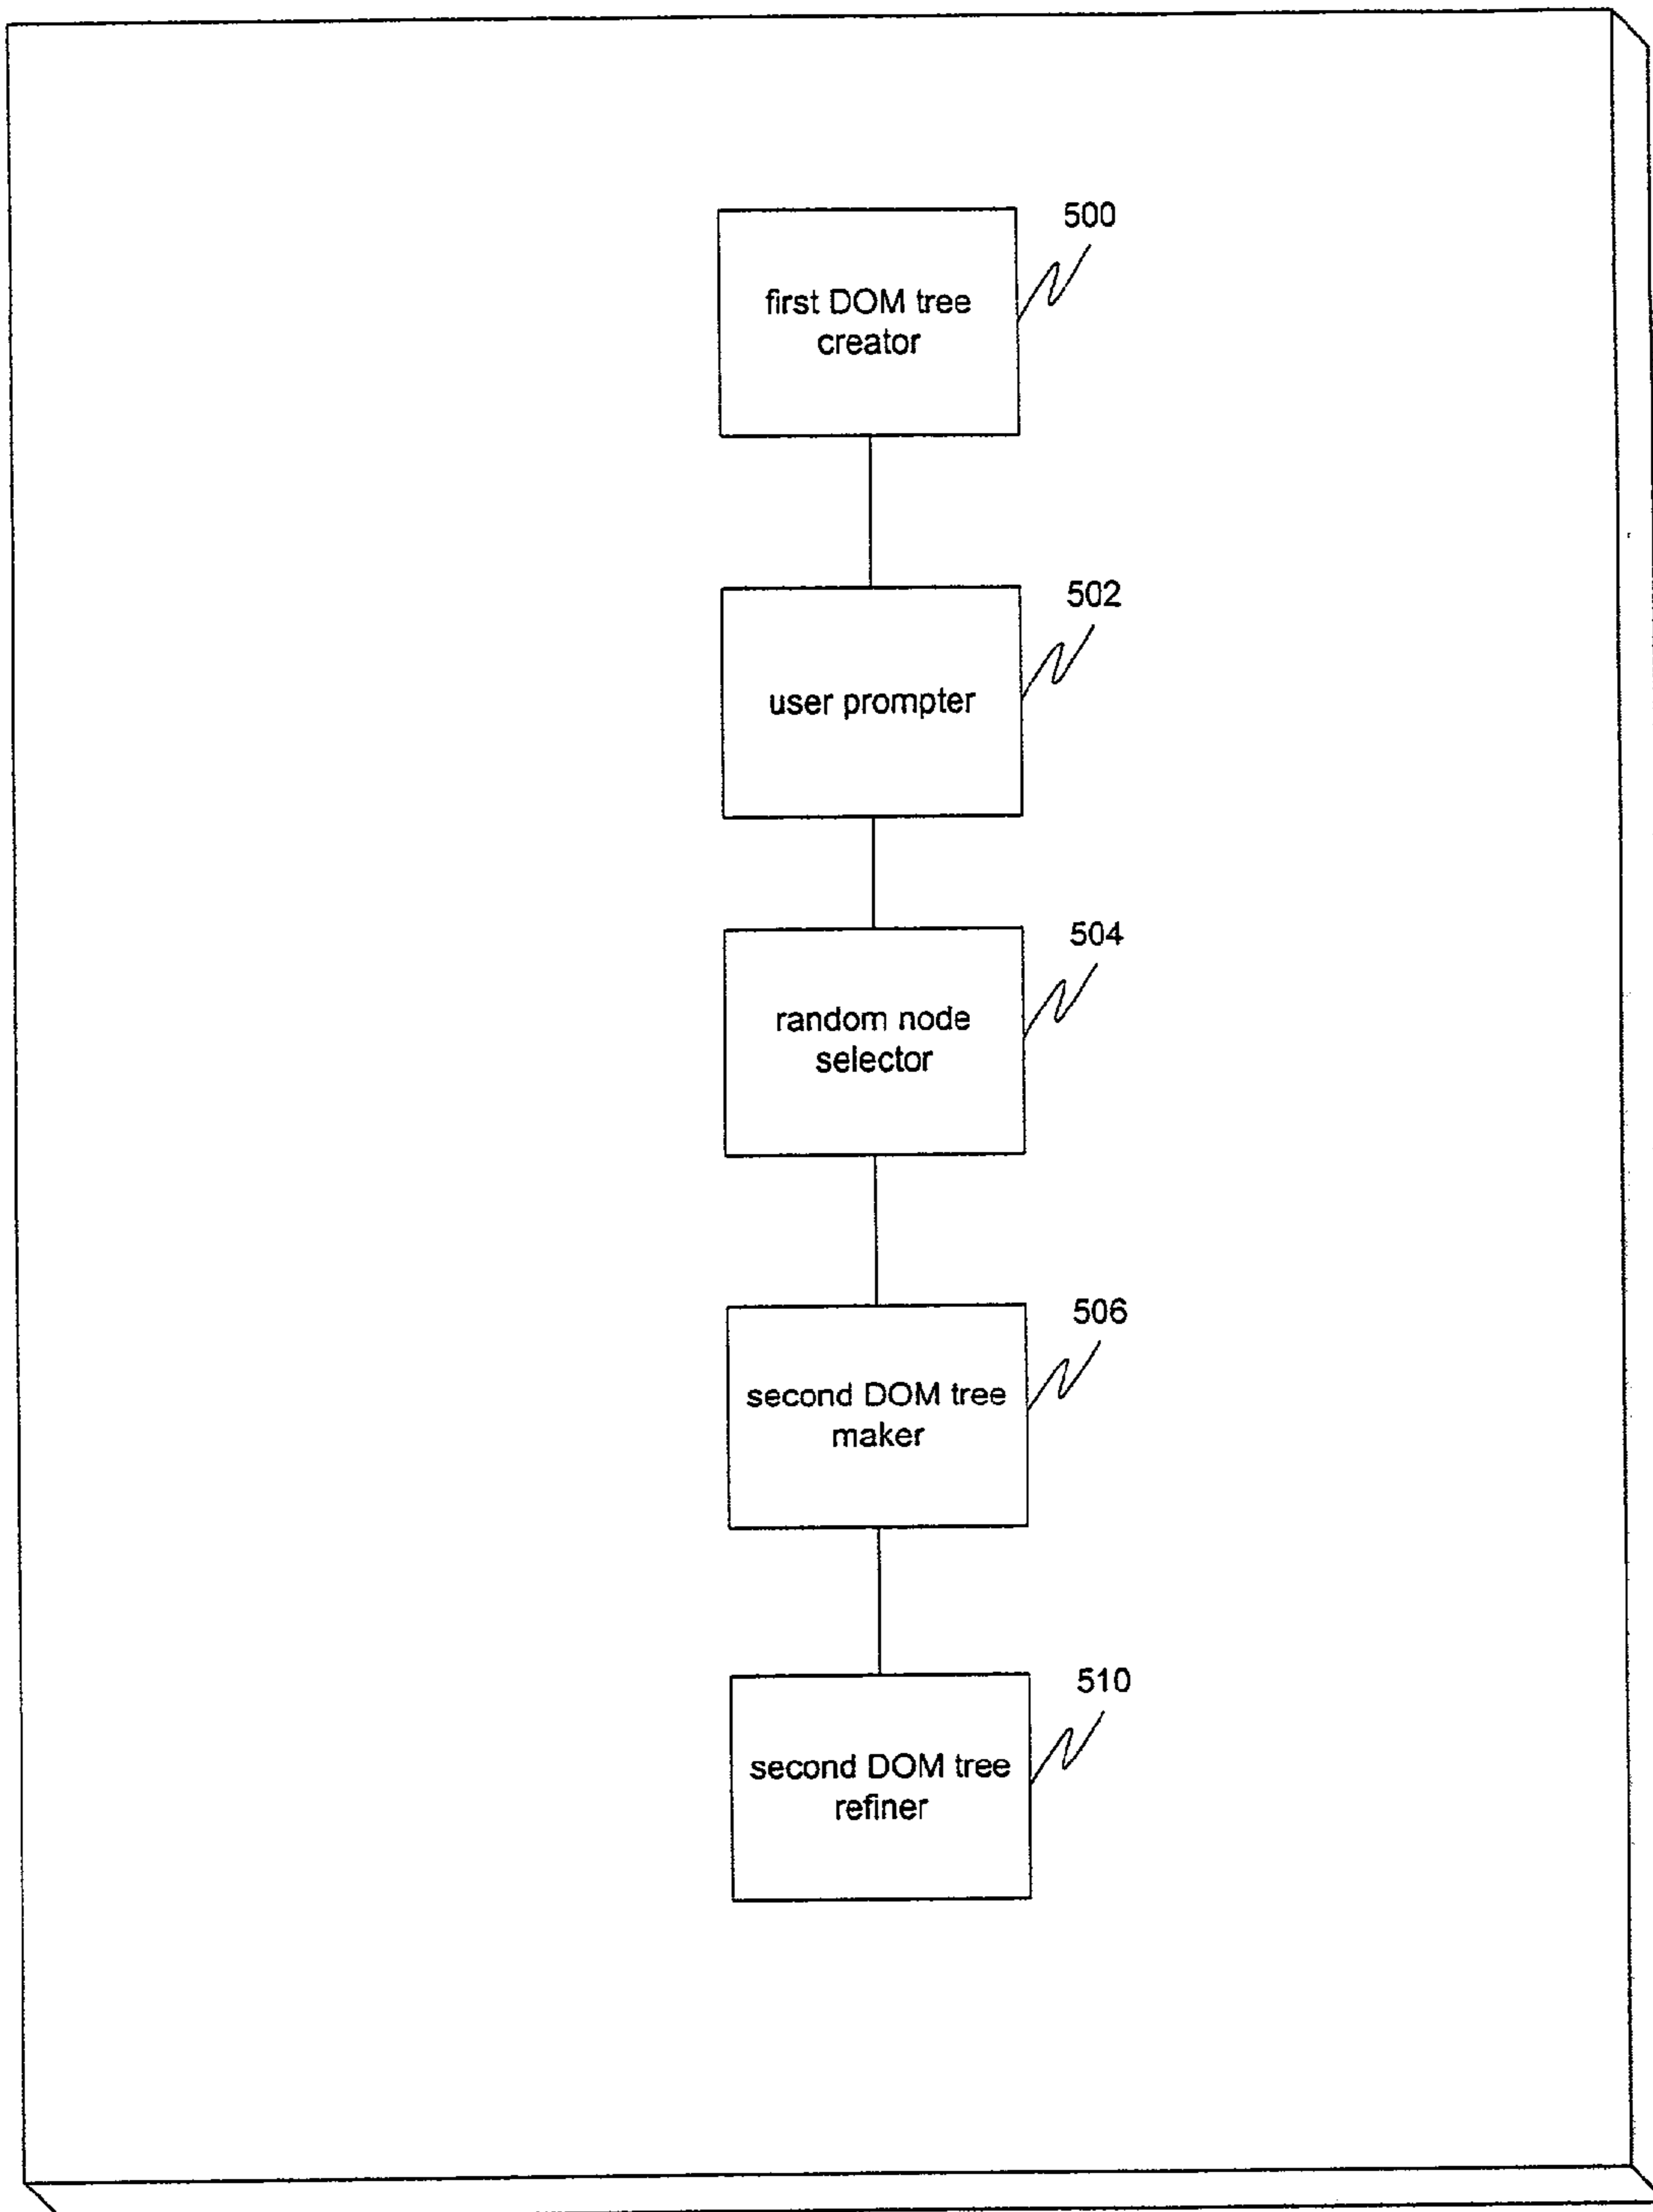 500
first DOM tree
creator
502
user prompter
504
random node
selector
506
second DOM tree
maker
510
second DOM tree
refiner